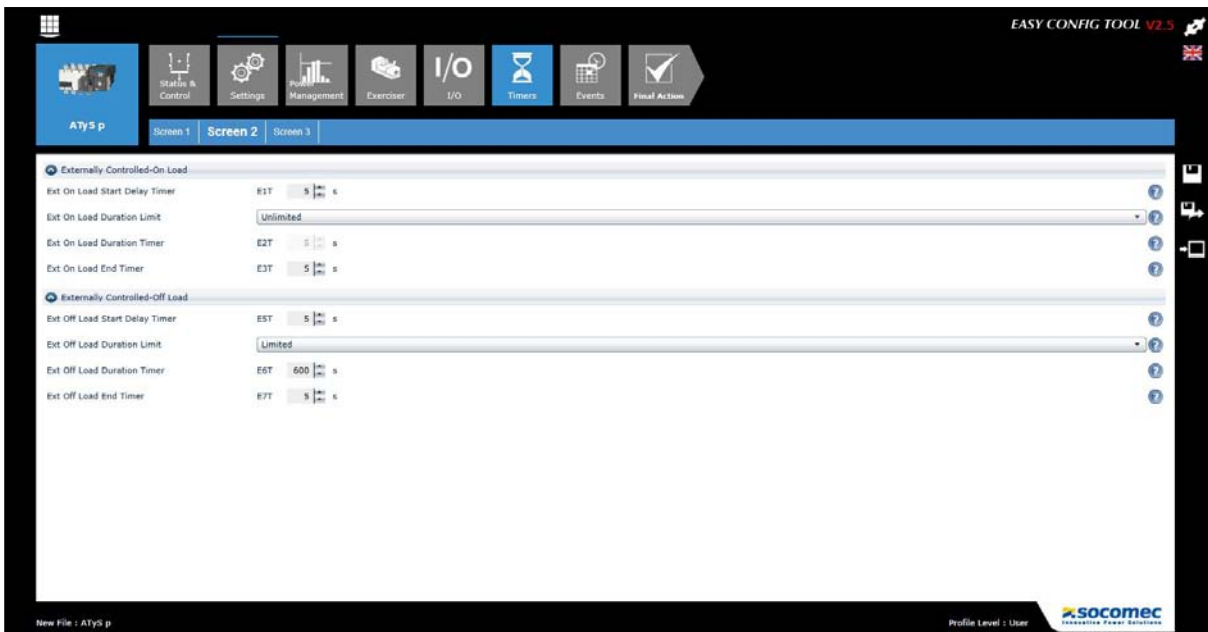 EASY CONFIG TOOL V2.5
Status & Control
Settings
Power Management
Exerciser
I/O
I/O
Timers
Events
Final Action
ATyS p
Screen 1 Screen 2 Screen 3
Externally Controlled-On Load
Ext On Load Start Delay Timer E1T 5 s
Ext On Load Duration Limit Unlimited
Ext On Load Duration Timer E2T s
Ext On Load End Timer E3T 5 s
Externally Controlled-Off Load
Ext Off Load Start Delay Timer E5T 5 s
Ext Off Load Duration Limit Limited
Ext Off Load Duration Timer E6T 600 s
Ext Off Load End Timer E7T 5 s
New File : ATyS p
Profile Level : User
socomec
Innovative Power Solutions